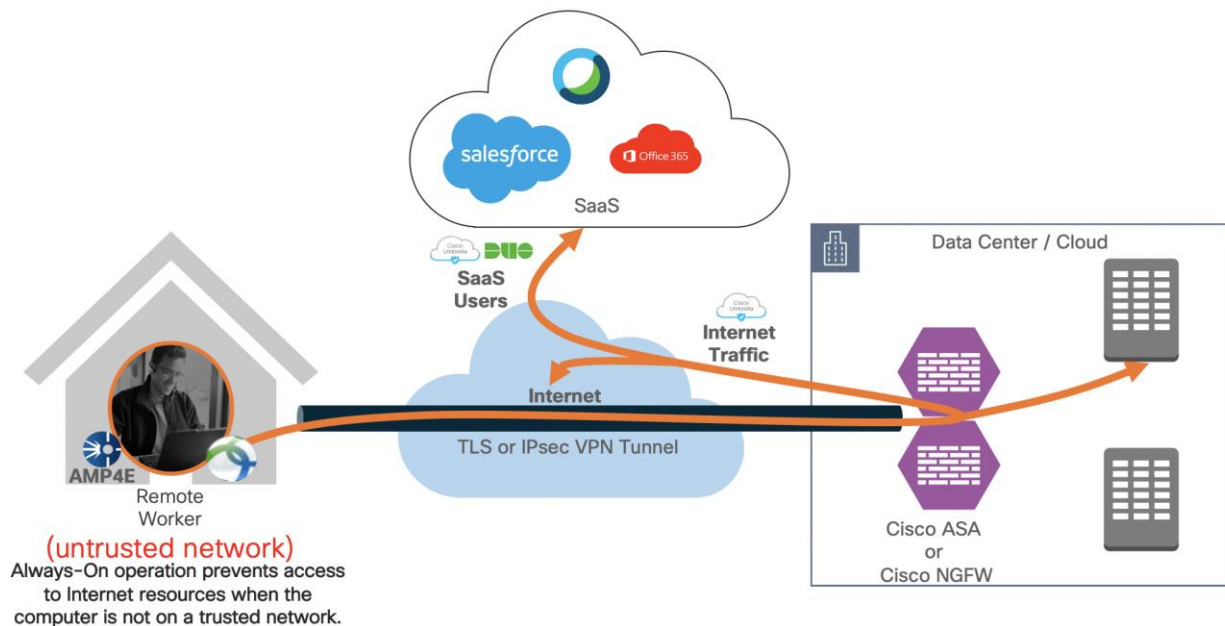 salesforce
Office 365
SaaS
Cisco
Umbrella
DUO
SaaS
Users
Cisco
Umbrella
Internet
Traffic
Data Center / Cloud
Internet
TLS or IPsec VPN Tunnel
AMP4E
Remote
Worker
(untrusted network)
Always-On operation prevents access
to Internet resources when the
computer is not on a trusted network.
Cisco ASA
or
Cisco NGFW